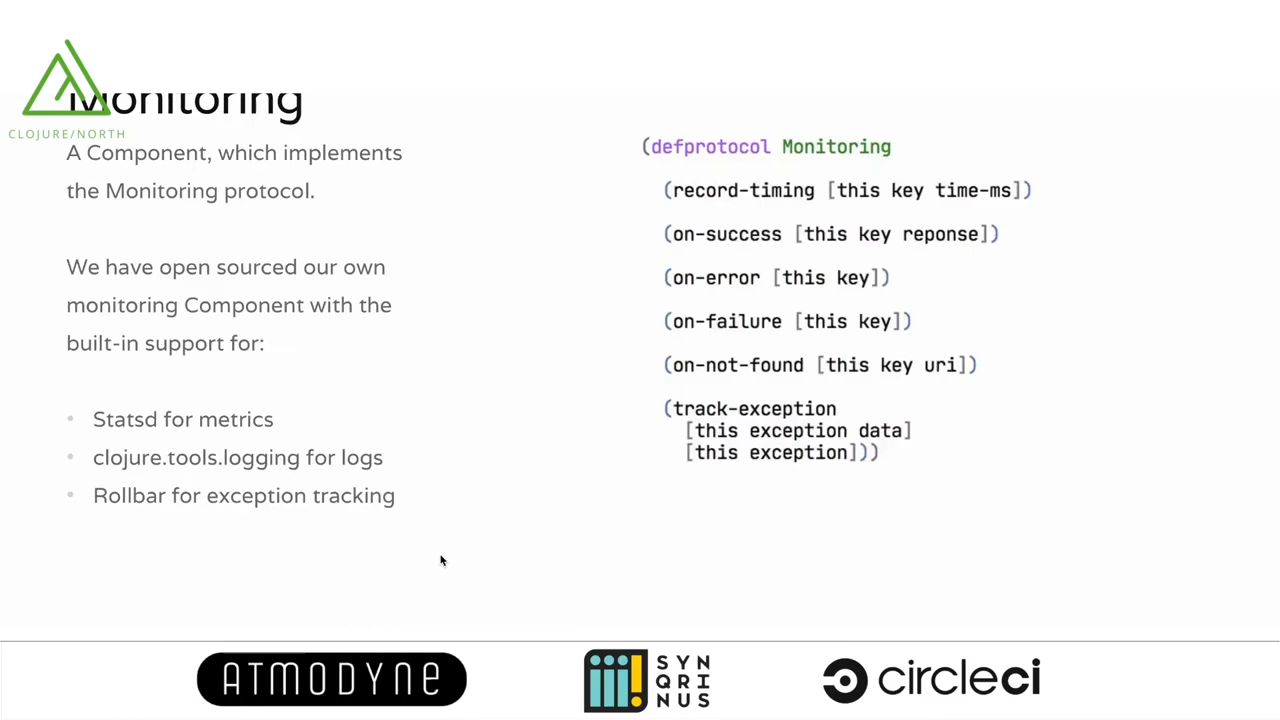 Monitoring
CLOJURE/NORTH
A Component, which implements
the Monitoring protocol.
We have open sourced our own
monitoring Component with the
built-in support for:
• Statsd for metrics
• clojure.tools.logging for logs
• Rollbar for exception tracking
(defprotocol Monitoring
(record-timing [this key time-ms])
(on-success [this key reponse])
(on-error [this key])
(on-failure [this key])
(on-not-found [this key uri])
(track-exception
[this exception data]
[this exception]))
ATMODYNE
SYN
QRI
NUS
circleci